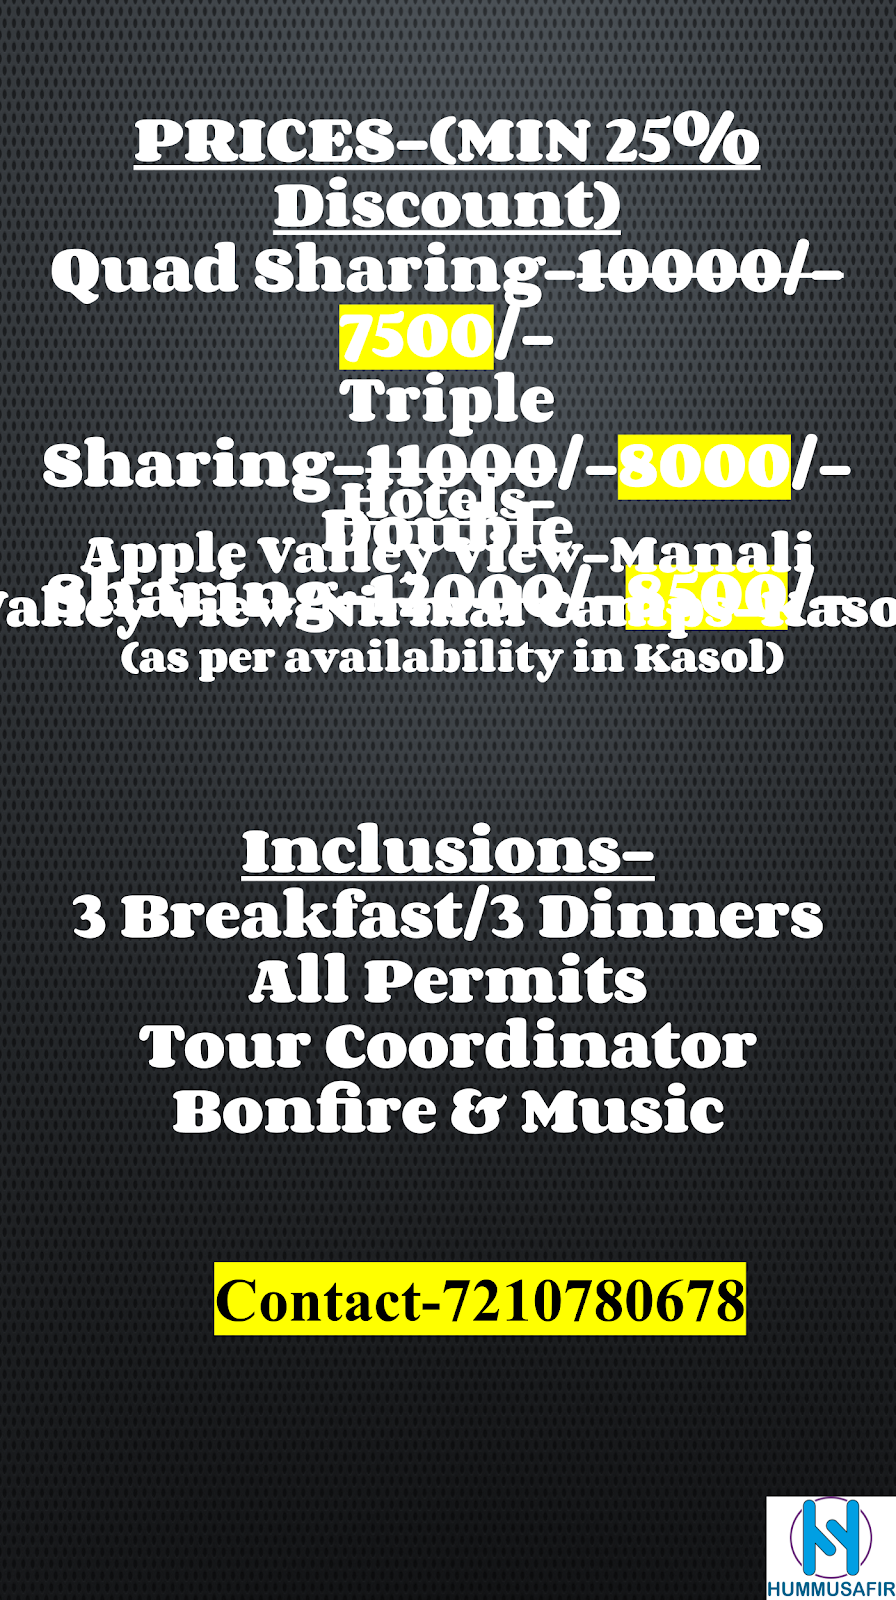 PRICES-(MIN 25%
Discount)
Quad Sharing-10000/-
7500/-
Triple
Sharing-11000/-8000/-
Hotels-
Double
Apple Valley View-Manali
Sharing-12000/-8500/-
Valley View Nirmal Camps-Kaso
(as per availability in Kasol)
Inclusions-
3 Breakfast/3 Dinners
All Permits
Tour Coordinator
Bonfire & Music
Contact-7210780678
HUMMUSAFIR